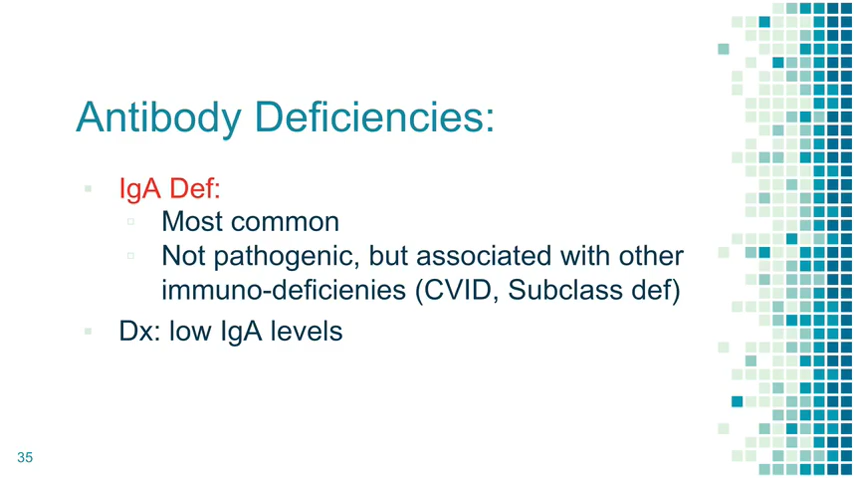 Antibody Deficiencies:
IgA Def:
Most common
Not pathogenic, but associated with other
immuno-deficienies (CVID, Subclass def)
Dx: low IgA levels
35